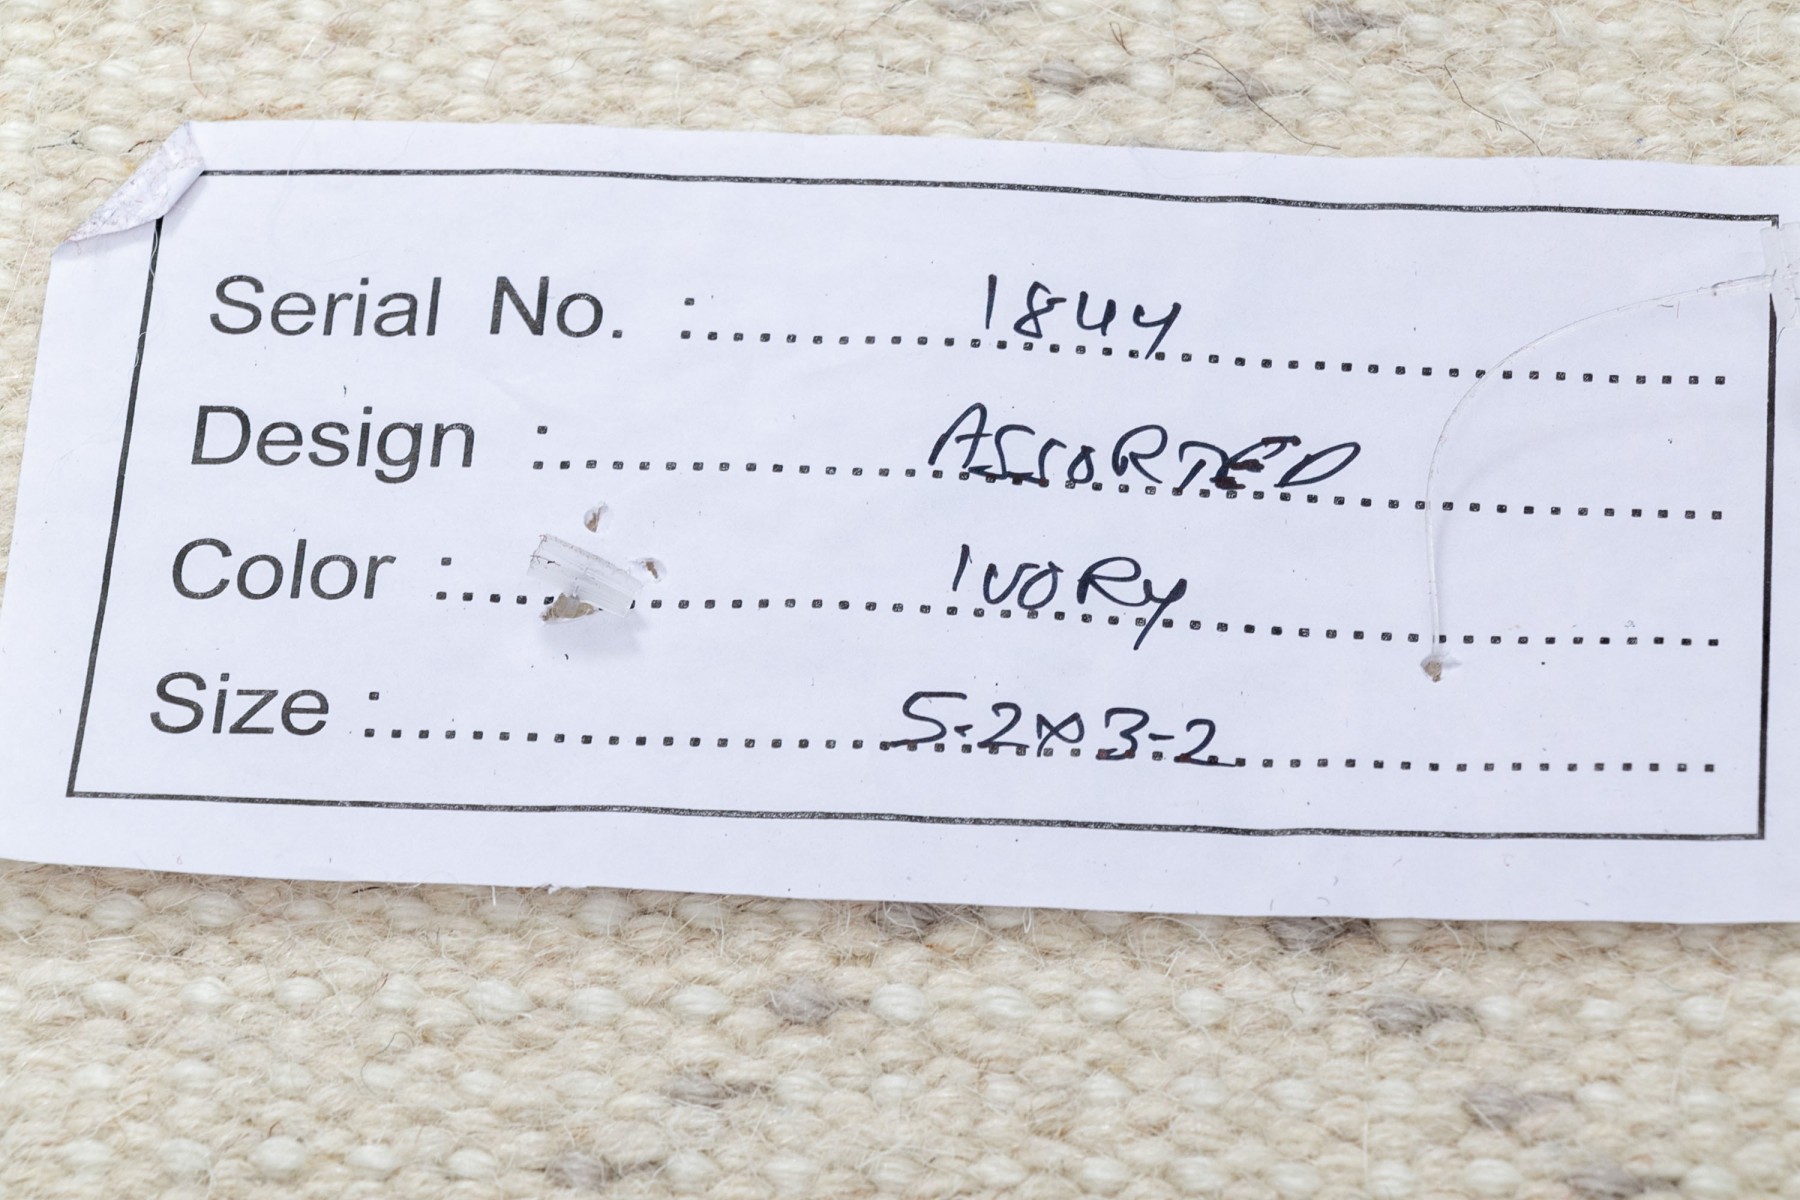 Serial No. : 1844
Design : ASSORTED
Color : IVORY
Size : 5-2x3-2